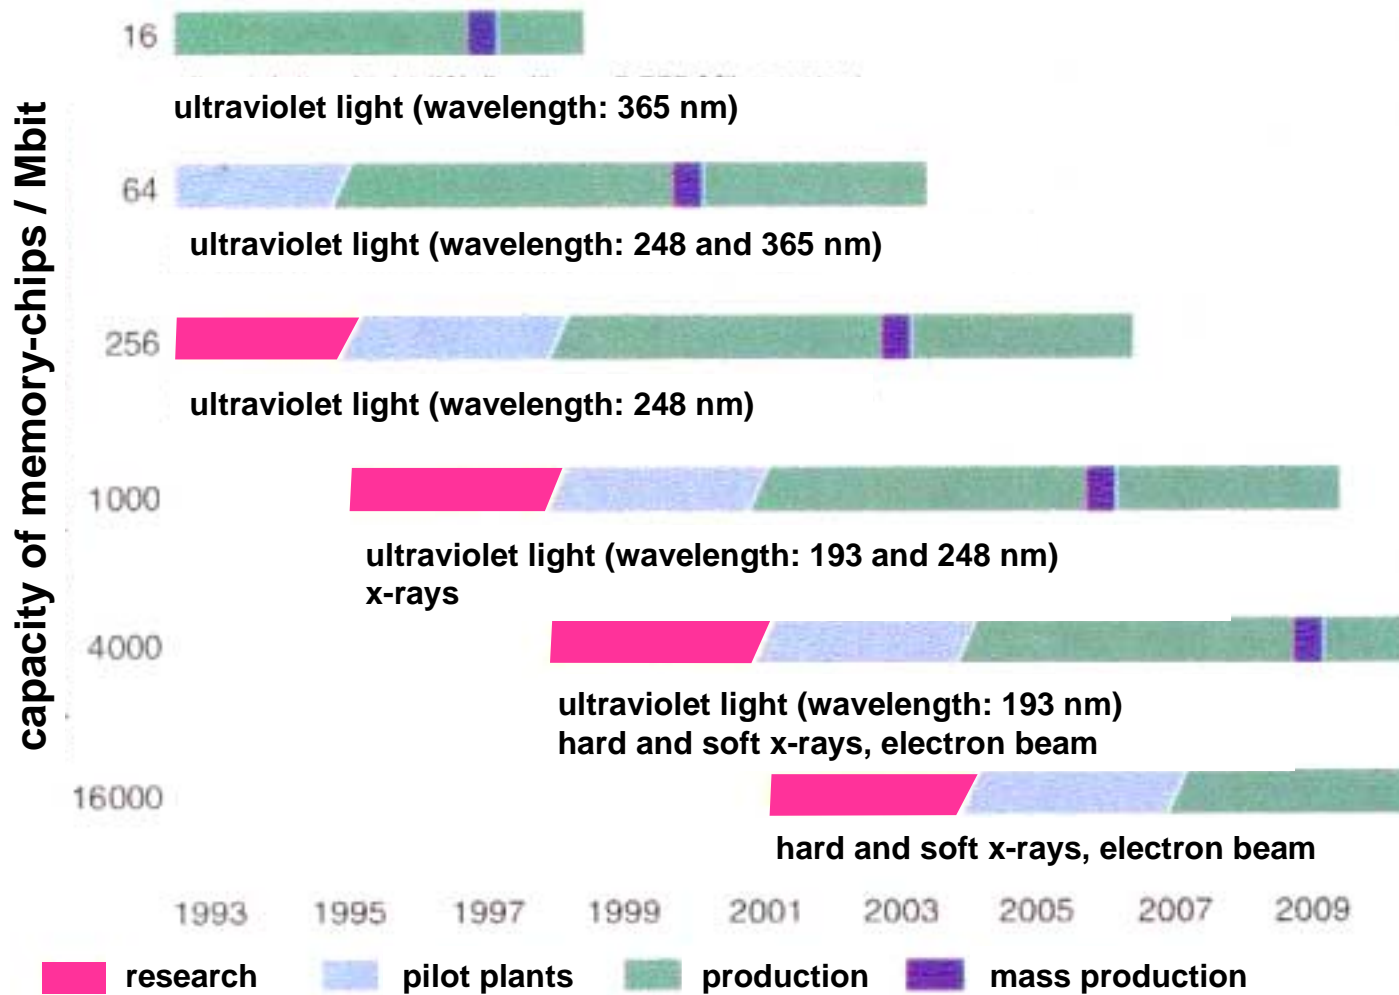 capacity of memory-chips / Mbit
16
ultraviolet light (wavelength: 365 nm)
64
ultraviolet light (wavelength: 248 and 365 nm)
256
ultraviolet light (wavelength: 248 nm)
1000
ultraviolet light (wavelength: 193 and 248 nm)
x-rays
4000
ultraviolet light (wavelength: 193 nm)
hard and soft x-rays, electron beam
16000
hard and soft x-rays, electron beam
1993 1995 1997 1999 2001 2003 2005 2007 2009
research pilot plants production mass production